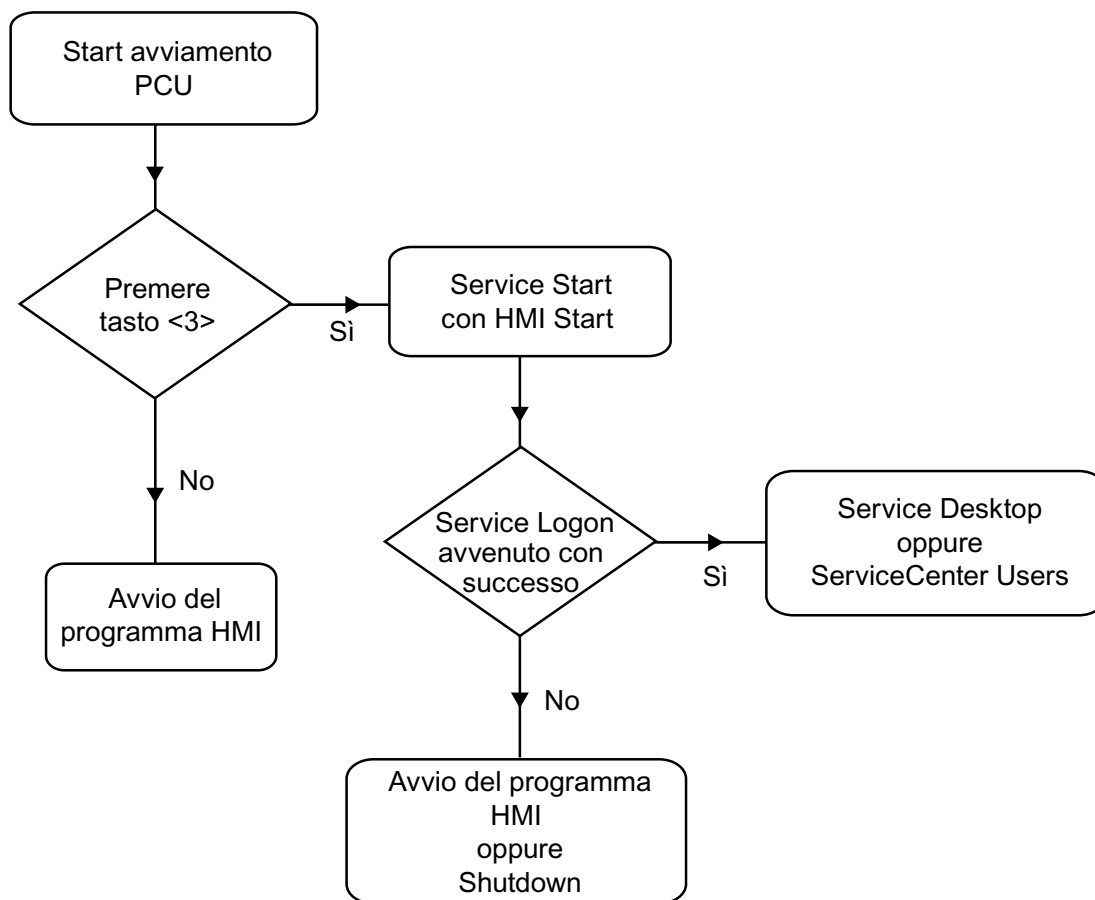 Start avviamento
PCU
Premere
tasto <3>
Sì
Service Start
con HMI Start
No
Avvio del
programma HMI
Service Logon
avvenuto con
successo
Sì
Service Desktop
oppure
ServiceCenter Users
No
Avvio del programma
HMI
oppure
Shutdown